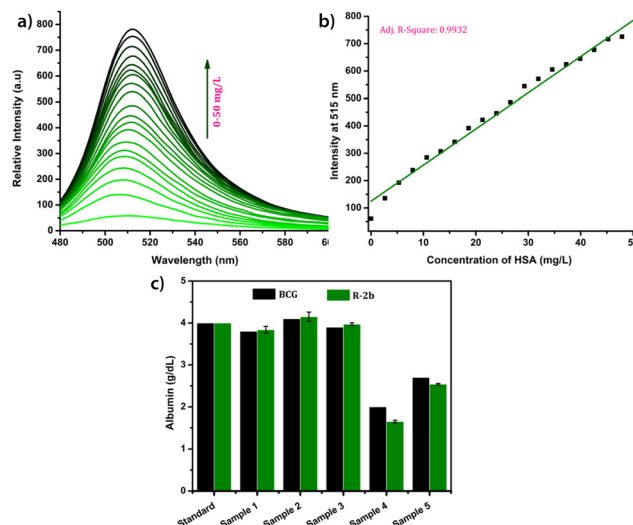 a)
800
700
600
500
400
300
200
100
0
Relative Intensity (a.u)
0-50 mg/L
480 500 520 540 560 580 60
Wavelength (nm)
b)
Adj. R-Square: 0.9932
800
700
600
500
400
300
200
100
Intensity at 515 nm
0 10 20 30 40 50
Concentration of HSA (mg/L)
c)
BCG R-2b
5
4
3
2
1
0
Albumin (g/dL)
Standard Sample 1 Sample 2 Sample 3 Sample 4 Sample 5